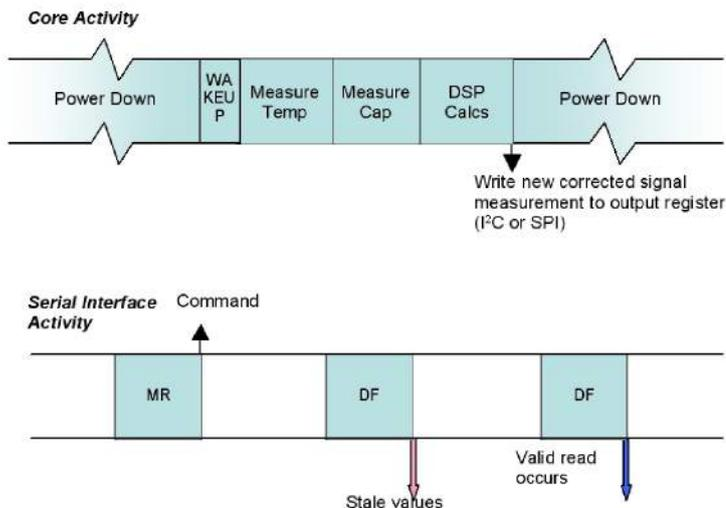 Core Activity
Power Down
WA
KEU
P
Measure
Temp
Measure
Cap
DSP
Calcs
Power Down
Write new corrected signal
measurement to output register
(I²C or SPI)
Serial Interface
Activity
Command
MR
DF
DF
Stale values
Valid read
occurs